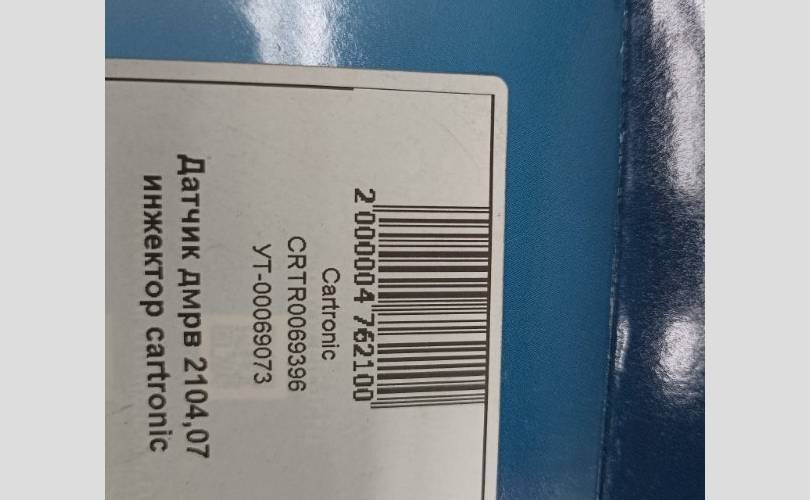 2 000004 762100
Cartronic
CRTR0069396
УТ-00069073
Датчик дмрв 2104,07
инжектор cartronic